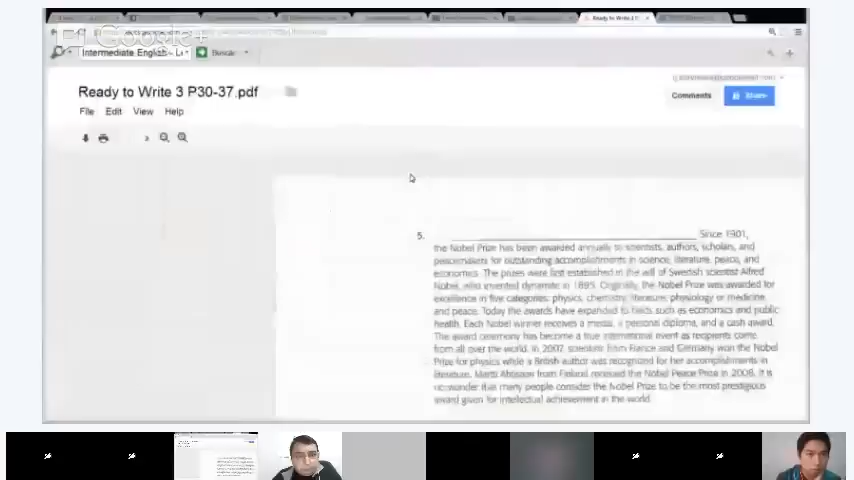 Google+
Ready to Write 3
Intermediate English - Le
Buscar
Ready to Write 3 P30-37.pdf
Comments
Share
File Edit View Help
5. Since 1901,
the Nobel Prize has been awarded annually to scientists, authors, scholars, and
peacemakers for outstanding accomplishments in science, literature, peace, and
economics. The prizes were first established in the will of Swedish scientist Alfred
Nobel, who invented dynamite in 1895. Originally, the Nobel Prize was awarded for
excellence in five categories: physics, chemistry, literature, physiology or medicine
and peace. Today the awards have expanded to fields such as economics and public
health. Each Nobel winner receives a medal, a personal diploma, and a cash award.
The award ceremony has become a true international event as recipients come
from all over the world. In 2007, scientists from France and Germany won the Nobel
Prize for physics while a British author was recognized for her accomplishments in
literature. Martti Ahtisaari from Finland received the Nobel Peace Prize in 2008. It is
no wonder that many people consider the Nobel Prize to be the most prestigious
award given for intellectual achievement in the world.